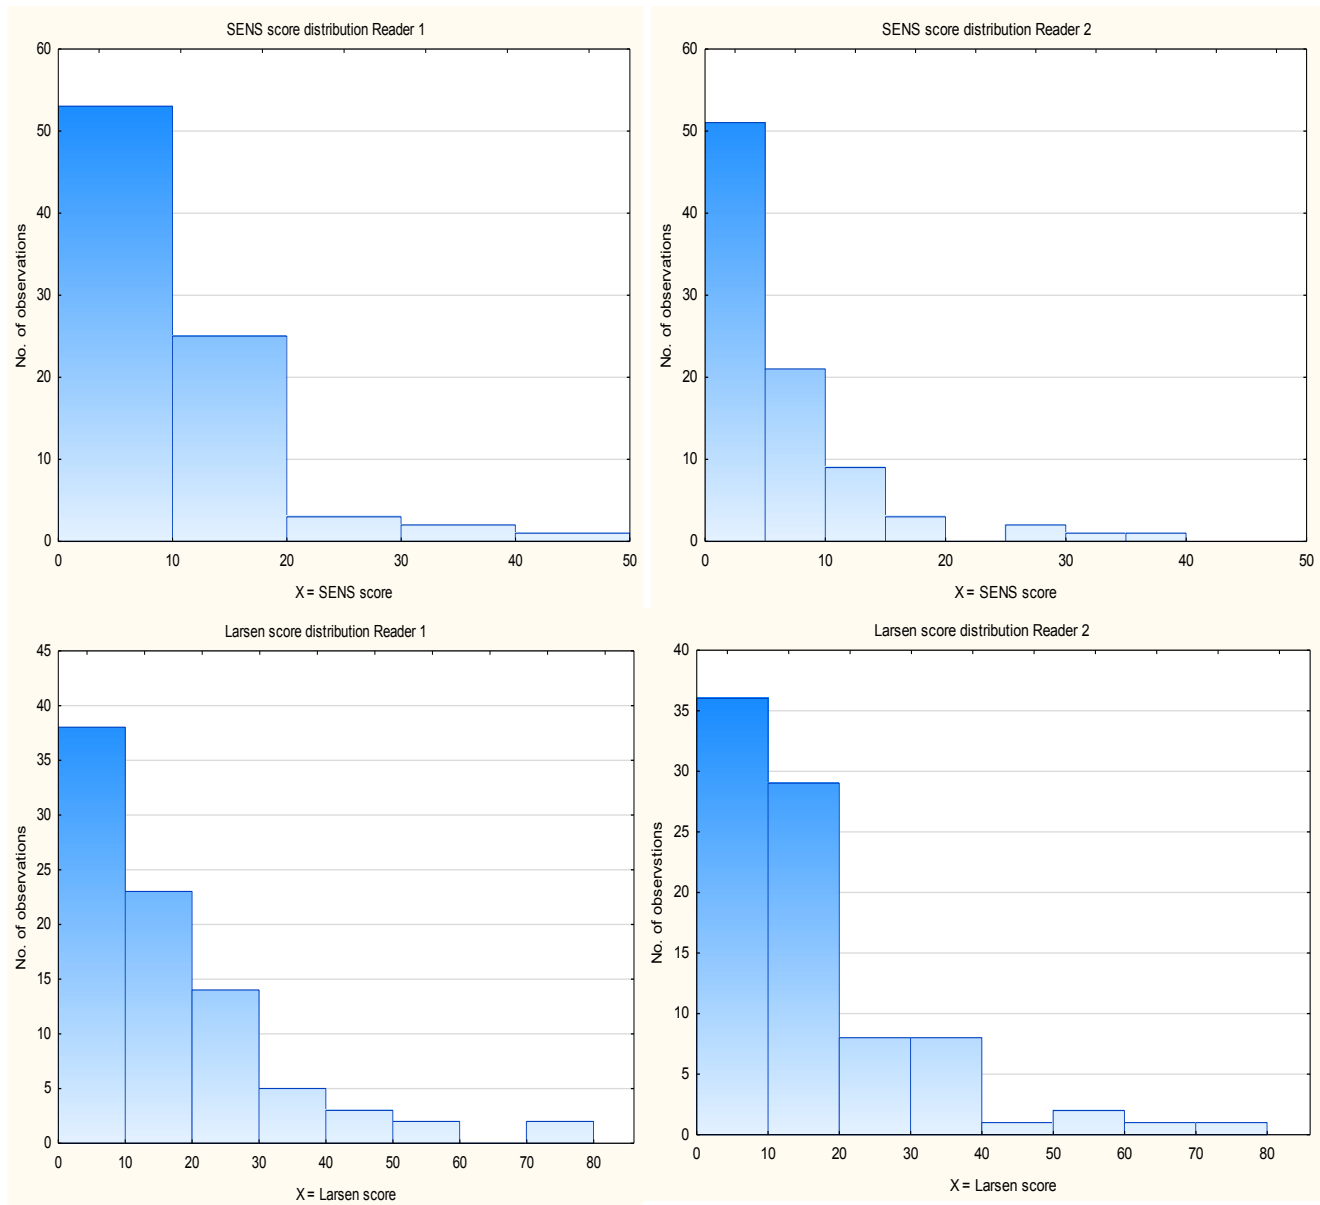 SENS score distribution Reader 1
60
50
40
30
20
10
0
No. of observations
0 10 20 30 40 50
X = SENS score
SENS score distribution Reader 2
60
50
40
30
20
10
0
No. of observations
0 10 20 30 40 50
X = SENS score
Larsen score distribution Reader 1
45
40
35
30
25
20
15
10
5
0
No. of observations
0 10 20 30 40 50 60 70 80
X = Larsen score
Larsen score distribution Reader 2
40
35
30
25
20
15
10
5
0
No. of observstions
0 10 20 30 40 50 60 70 80
X = Larsen score